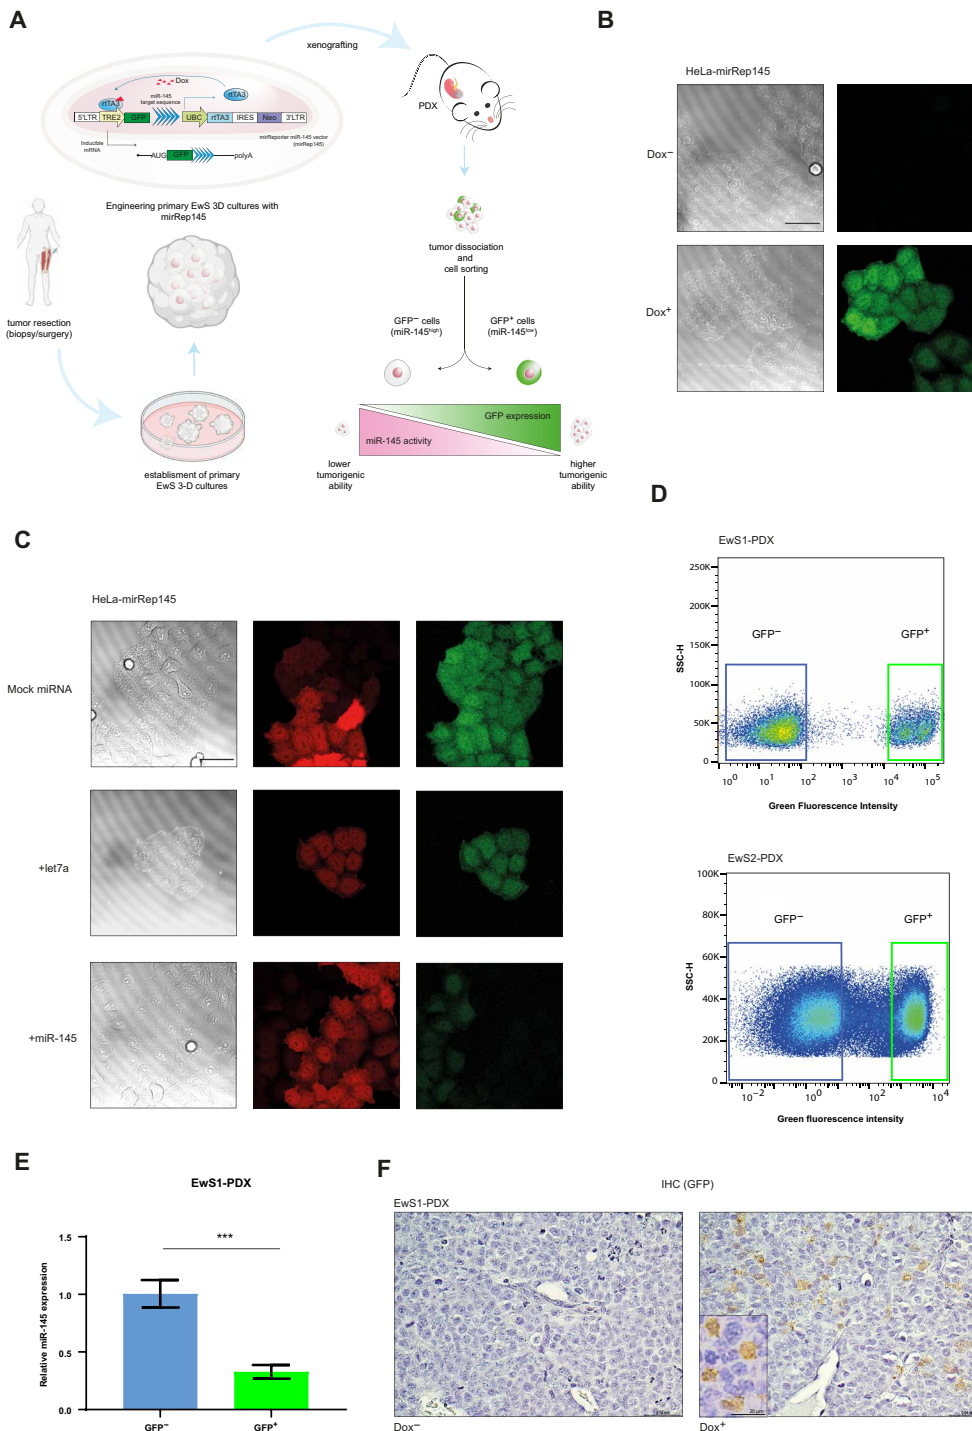 A
xenografting
Dox
rtTA3
miR-145
target sequence
rtTA3
5'LTR TRE2 GFP UBC rtTA3 IRES Neo 3'LTR
Inducible
mRNA
mirReporter miR-145 vector
(mirRep145)
AUG GFP polyA
PDX
Engineering primary EwS 3D cultures with
mirRep145
tumor resection
(biopsy/surgery)
establisment of primary
EwS 3-D cultures
tumor dissociation
and
cell sorting
GFP⁻ cells
(miR-145ʰⁱᵍʰ)
GFP⁺ cells
(miR-145ˡᵒʷ)
GFP expression
miR-145 activity
lower
tumorigenic
ability
higher
tumorigenic
ability
B
HeLa-mirRep145
Dox⁻
Dox⁺
C
HeLa-mirRep145
Mock miRNA
+let7a
+miR-145
D
EwS1-PDX
250K
200K
150K
100K
50K
0
SSC-H
GFP⁻
GFP⁺
10⁰ 10¹ 10² 10³ 10⁴ 10⁵
Green Fluorescence Intensity
EwS2-PDX
100K
80K
60K
40K
20K
0
SSC-H
GFP⁻
GFP⁺
10⁻² 10⁰ 10² 10⁴
Green fluorescence intensity
E
EwS1-PDX
Relative miR-145 expression
1.5
1.0
0.5
0.0
***
GFP⁻
GFP⁺
F
IHC (GFP)
EwS1-PDX
20 µm
Dox⁻
Dox⁺